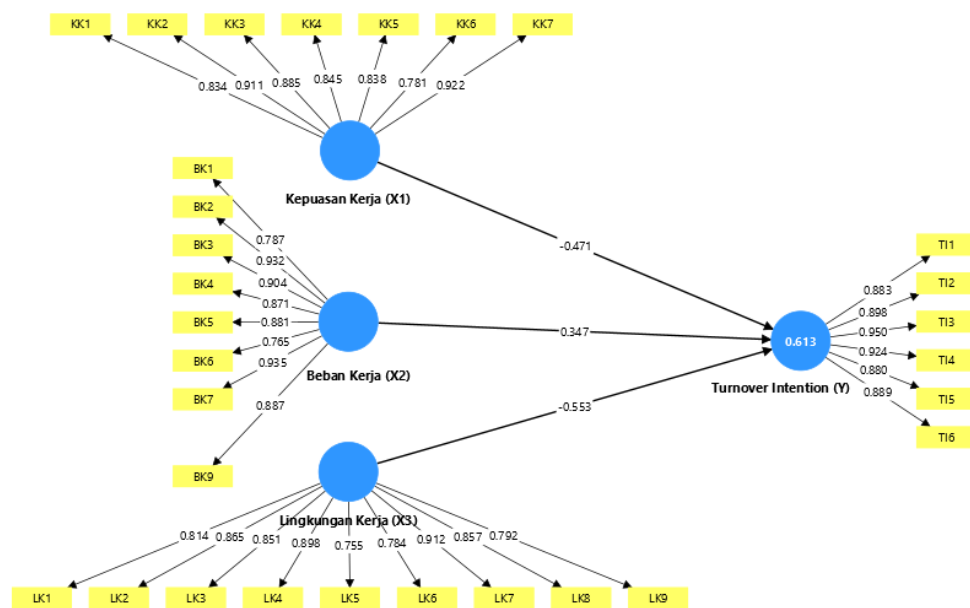 KK1 KK2 KK3 KK4 KK5 KK6 KK7
0.834 0.911 0.885 0.845 0.838 0.781 0.922
Kepuasan Kerja (X1)
BK1
BK2
BK3
BK4
BK5
BK6
BK7
BK9
0.787
0.932
0.904
0.871
0.881
0.765
0.935
0.887
Beban Kerja (X2)
-0.471
0.347
-0.553
0.613
Turnover Intention (Y)
0.883
0.898
0.950
0.924
0.880
0.889
TI1
TI2
TI3
TI4
TI5
TI6
Lingkungan Kerja (X3)
0.814 0.865 0.851 0.898 0.755 0.784 0.912 0.857 0.792
LK1 LK2 LK3 LK4 LK5 LK6 LK7 LK8 LK9